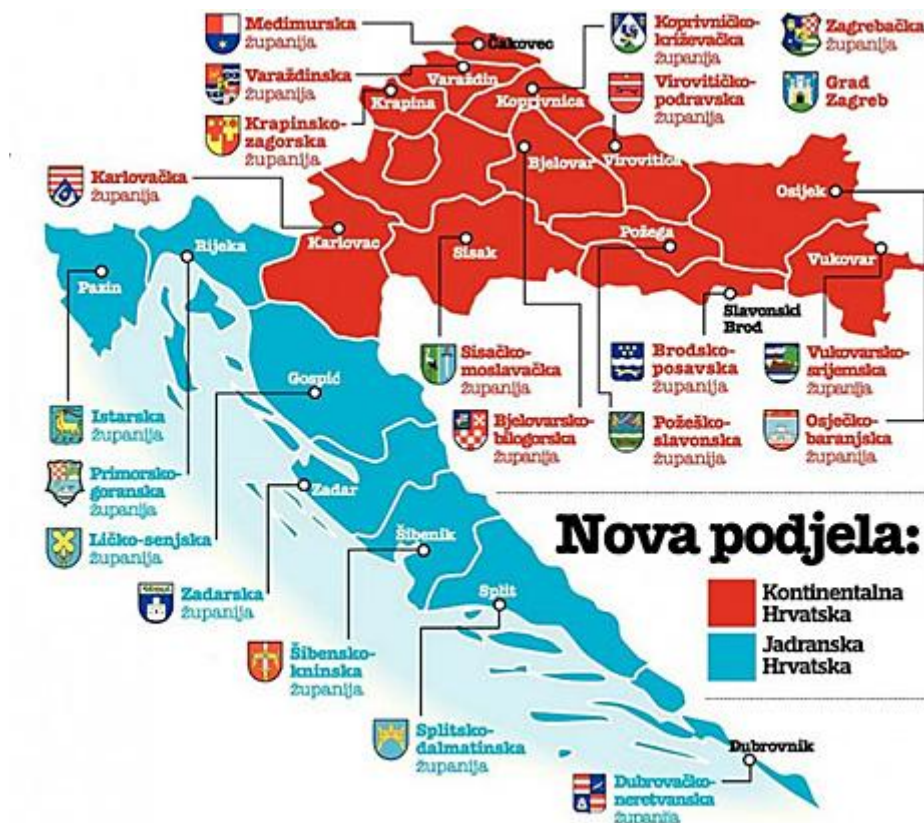 Međimurska
županija
Varaždinska
županija
Krapinsko-
zagorska
županija
Koprivničko-
križevačka
županija
Virovitičko-
podravska
županija
Zagrebačka
županija
Grad
Zagreb
Karlovačka
županija
Čakovec
Varaždin
Krapina
Koprivnica
Bjelovar
Virovitica
Osijek
Rijeka
Karlovac
Sisak
Požega
Vukovar
Pazin
Slavonski
Brod
Gospić
Sisačko-
moslavačka
županija
Brodsko-
posavska
županija
Vukovarsko-
srijemska
županija
Istarska
županija
Bjelovarsko-
bilogorska
županija
Požeško-
slavonska
županija
Osječko-
baranjska
županija
Primorsko-
goranska
županija
Zadar
Ličko-senjska
županija
Šibenik
Nova podjela:
Zadarska
županija
Split
Kontinentalna
Hrvatska
Jadranska
Hrvatska
Šibensko-
kninska
županija
Splitsko-
dalmatinska
županija
Dubrovnik
Dubrovačko-
neretvanska
županija